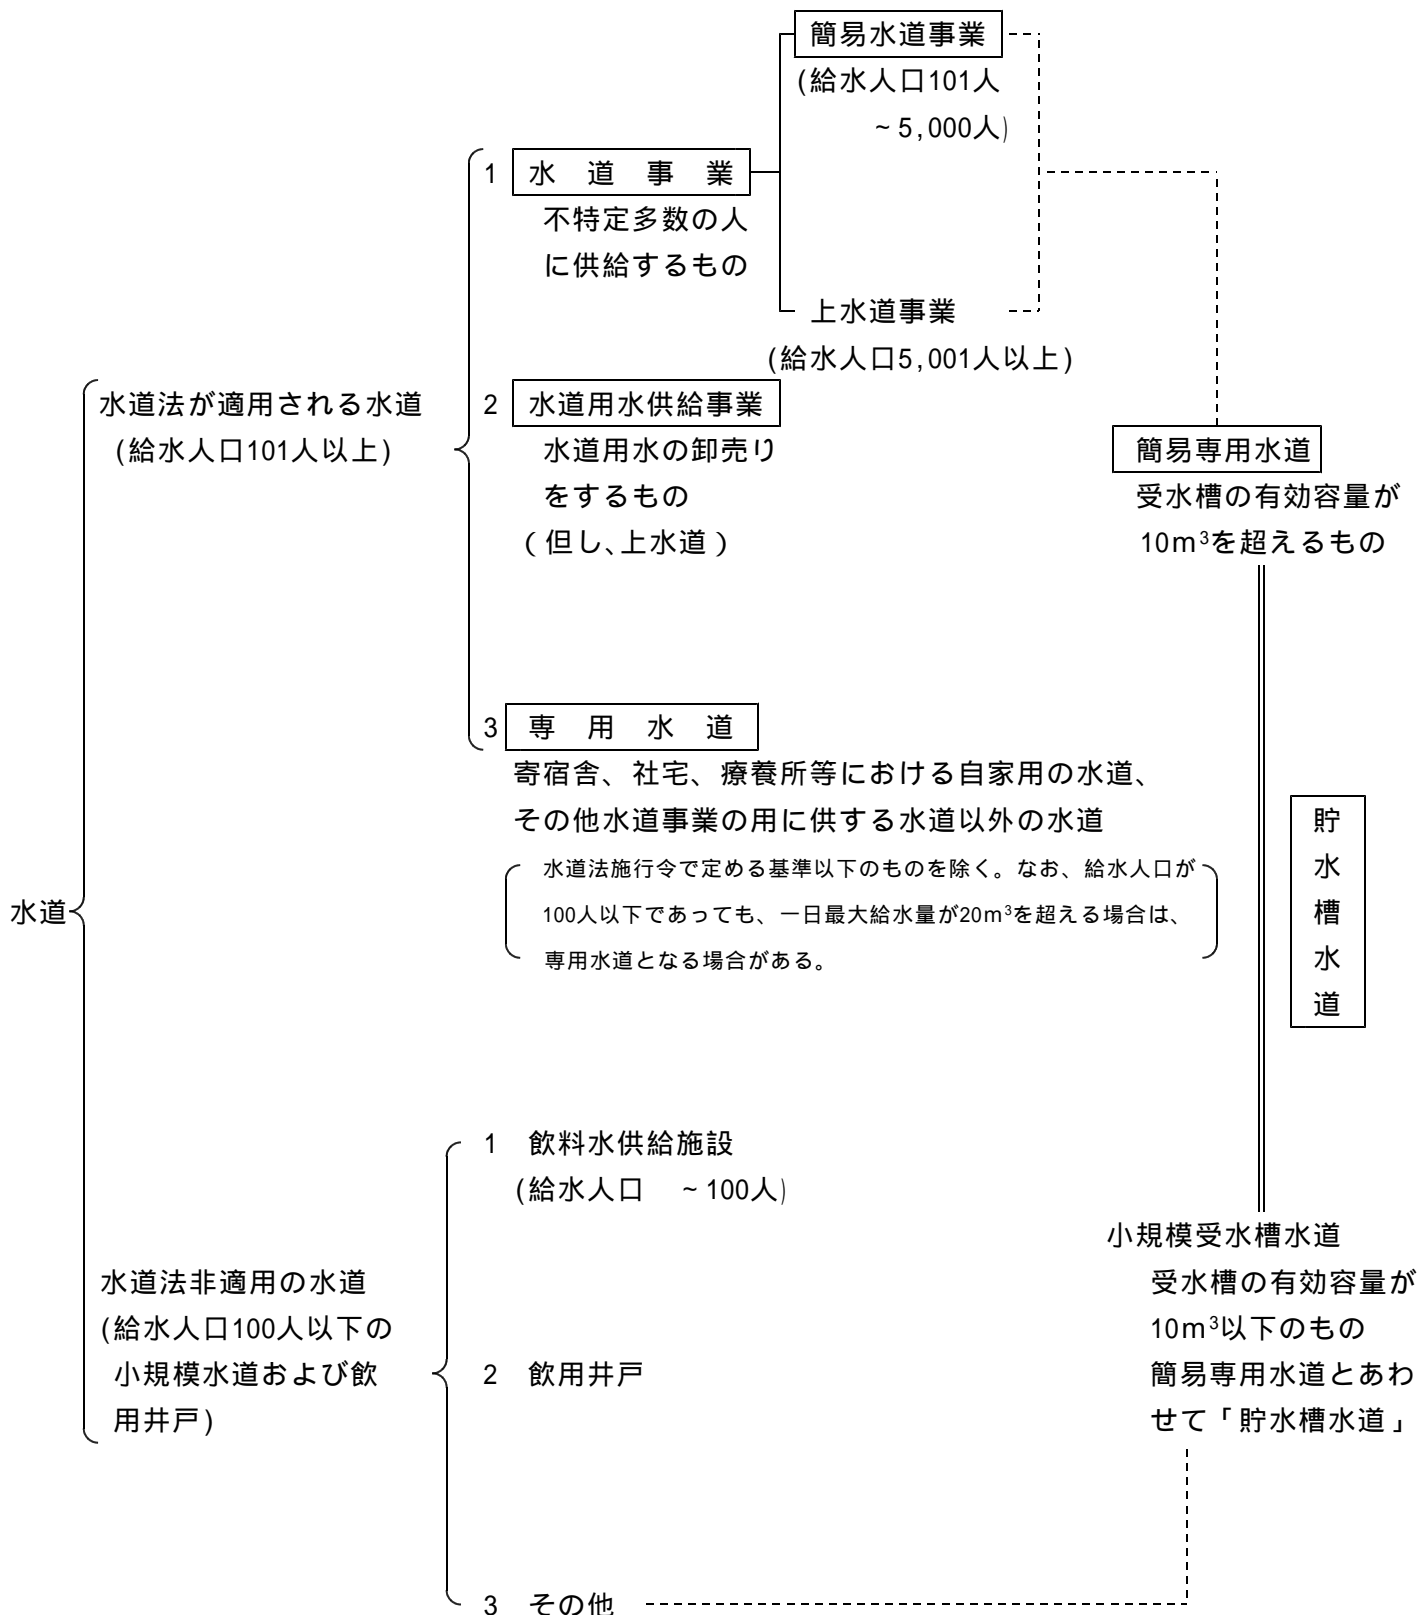 簡易水道事業
(給水人口101人
~5,000人)
1 水 道 事 業
不特定多数の人
に供給するもの
上水道事業
(給水人口5,001人以上)
水道法が適用される水道
(給水人口101人以上)
2 水道用水供給事業
水道用水の卸売り
をするもの
(但し、上水道)
簡易専用水道
受水槽の有効容量が
10m³を超えるもの
3 専 用 水 道
寄宿舎、社宅、療養所等における自家用の水道、
その他水道事業の用に供する水道以外の水道
水道法施行令で定める基準以下のものを除く。なお、給水人口が
100人以下であっても、一日最大給水量が20m³を超える場合は、
専用水道となる場合がある。
貯
水
槽
水
道
水道
1 飲料水供給施設
(給水人口 ~100人)
水道法非適用の水道
(給水人口100人以下の
小規模水道および飲
用井戸)
2 飲用井戸
小規模受水槽水道
受水槽の有効容量が
10m³以下のもの
簡易専用水道とあわ
せて「貯水槽水道」
3 その他